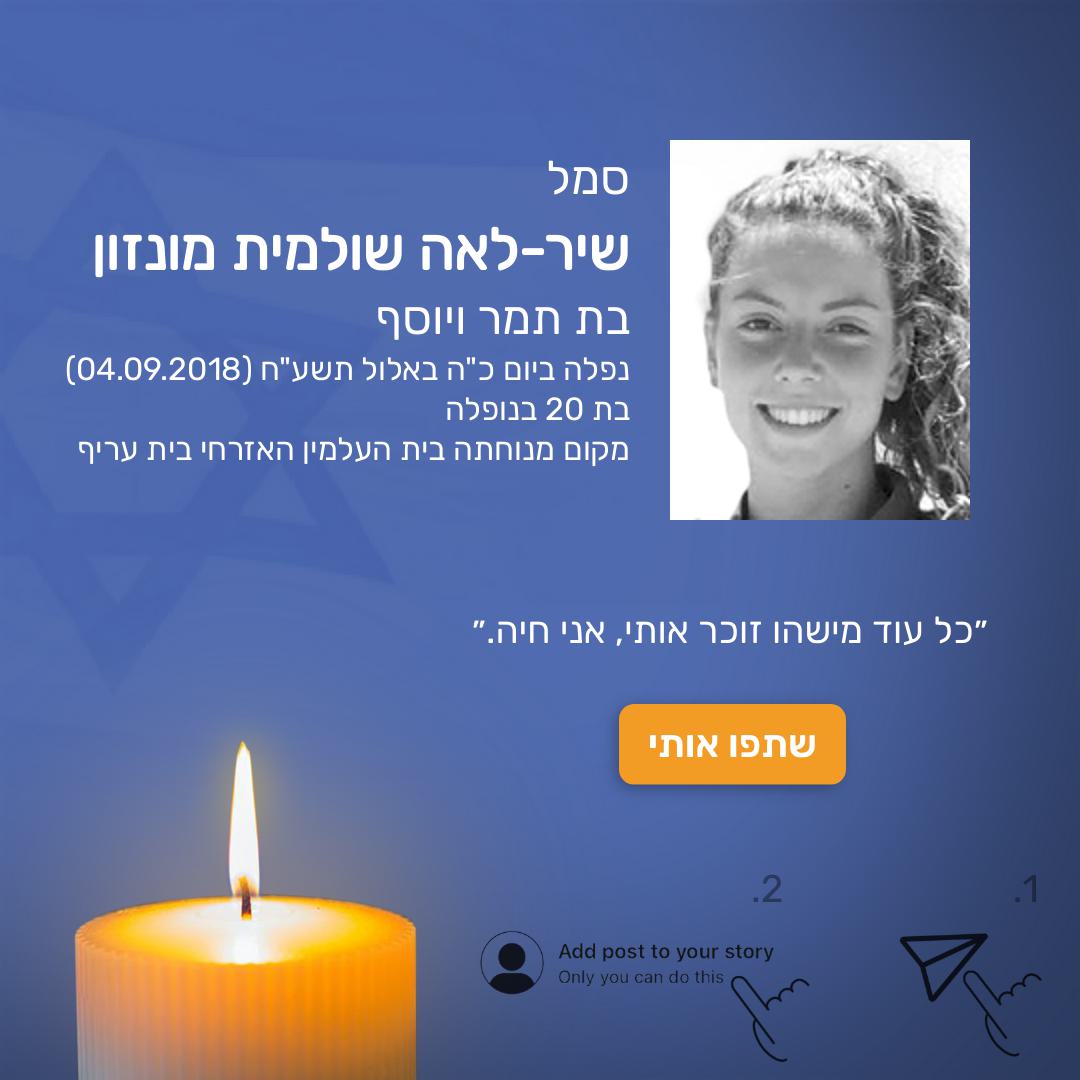 סמל
שיר-לאה שולמית מונזון
בת תמר ויוסף
נפלה ביום כ"ה באלול תשע"ח (04.09.2018)
בת 20 בנופלה
מקום מנוחתה בית העלמין האזרחי בית עריף
״כל עוד מישהו זוכר אותי, אני חיה.״
שתפו אותי
.1
.2
Add post to your story
Only you can do this